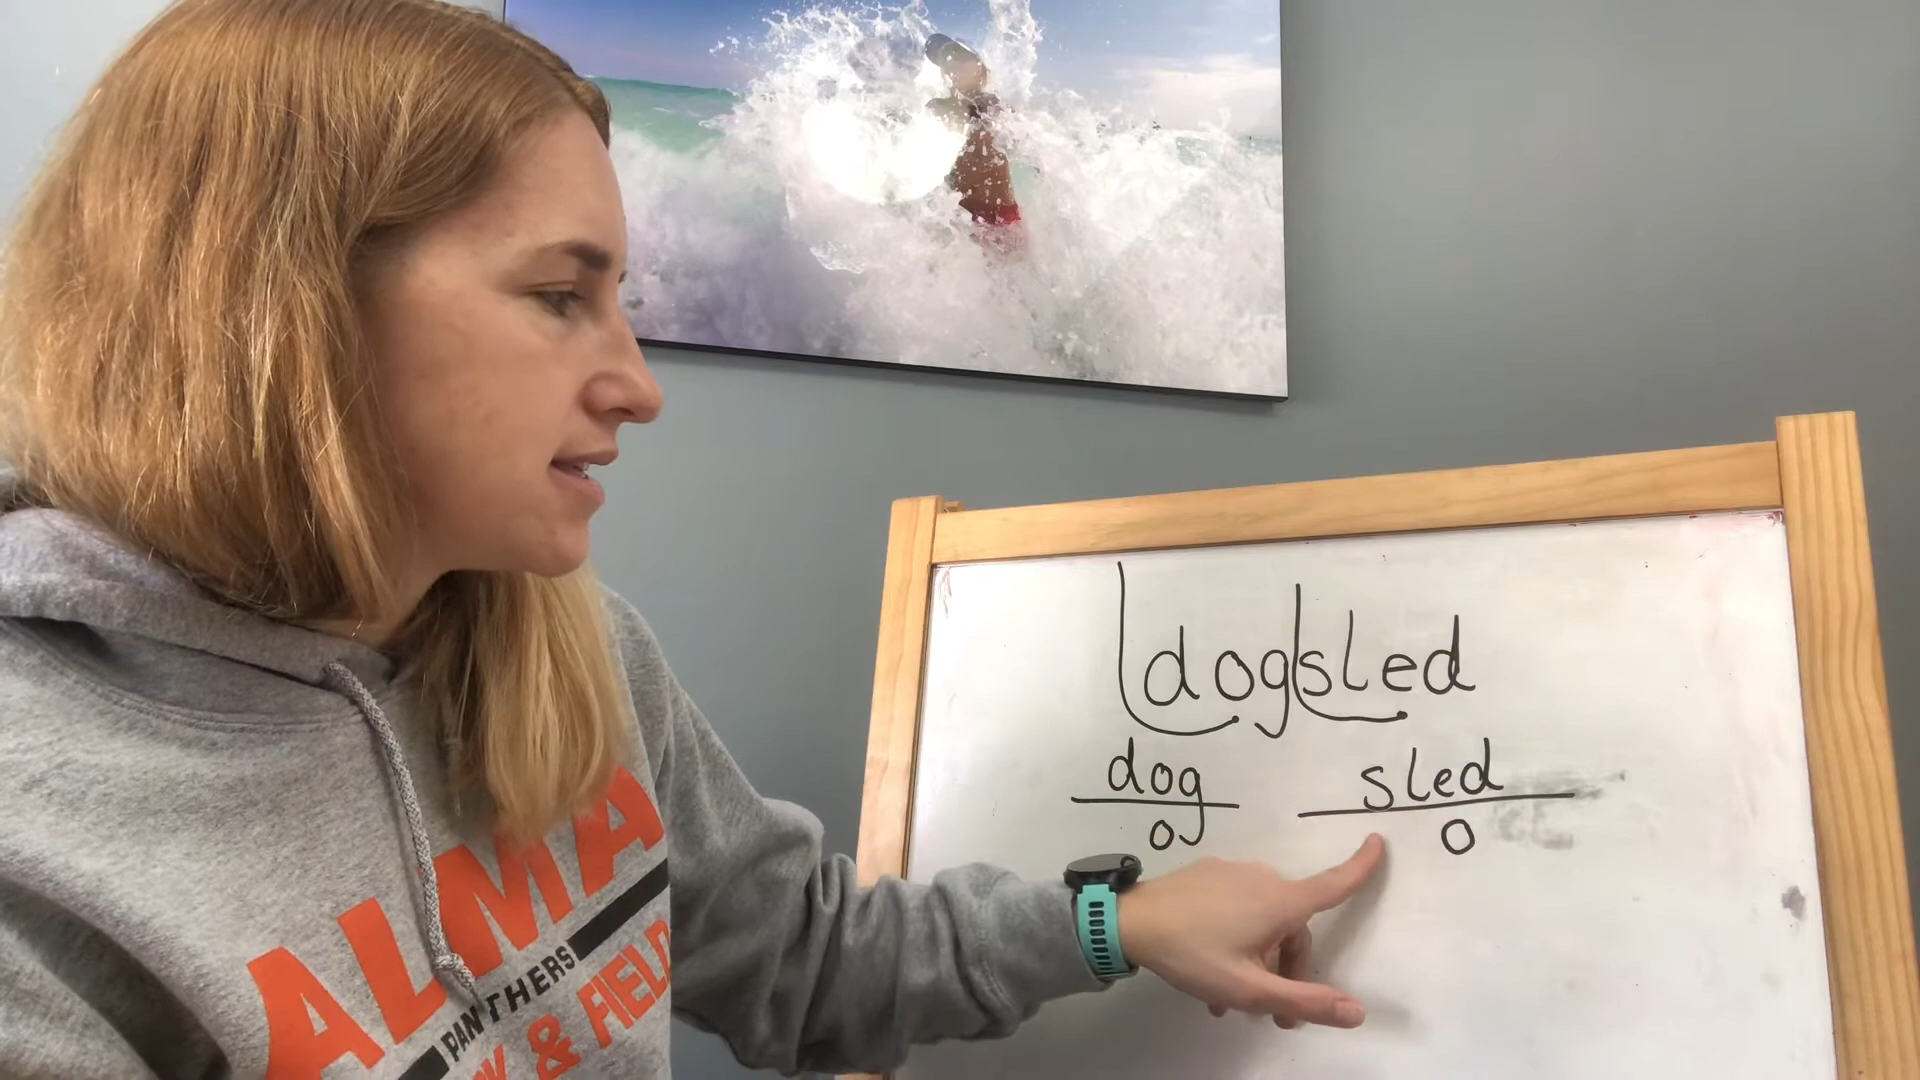 dogsled
dog sled
o o
ALMA
PANTHERS
& FIELD